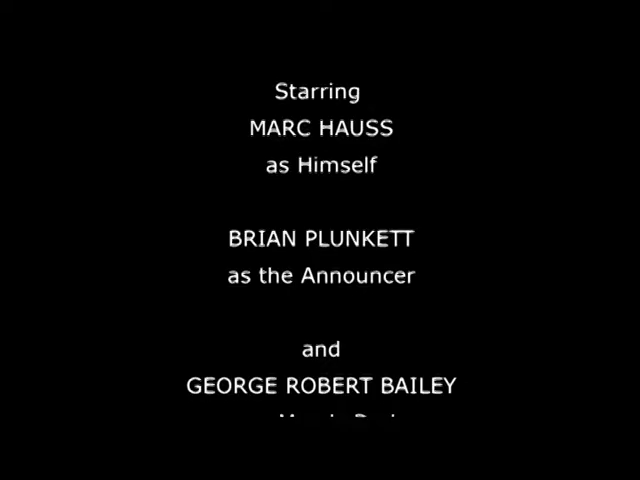 Starring
MARC HAUSS
as Himself
BRIAN PLUNKETT
as the Announcer
and
GEORGE ROBERT BAILEY